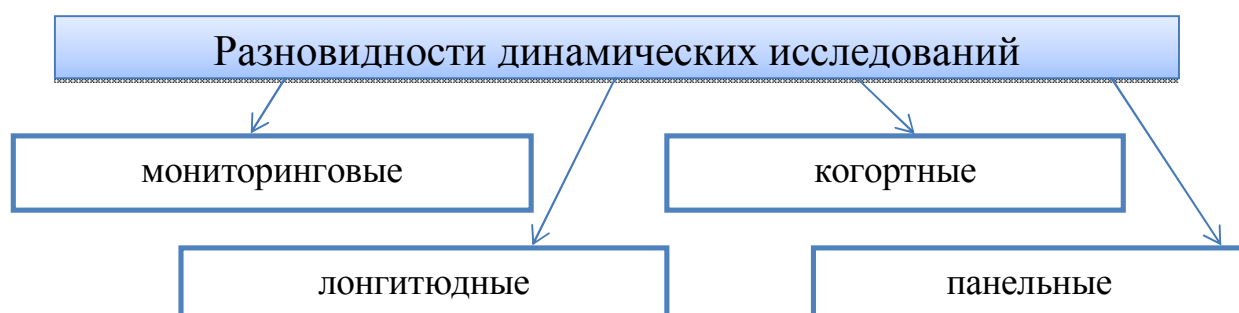 Разновидности динамических исследований
мониторинговые
когортные
лонгитюдные
панельные